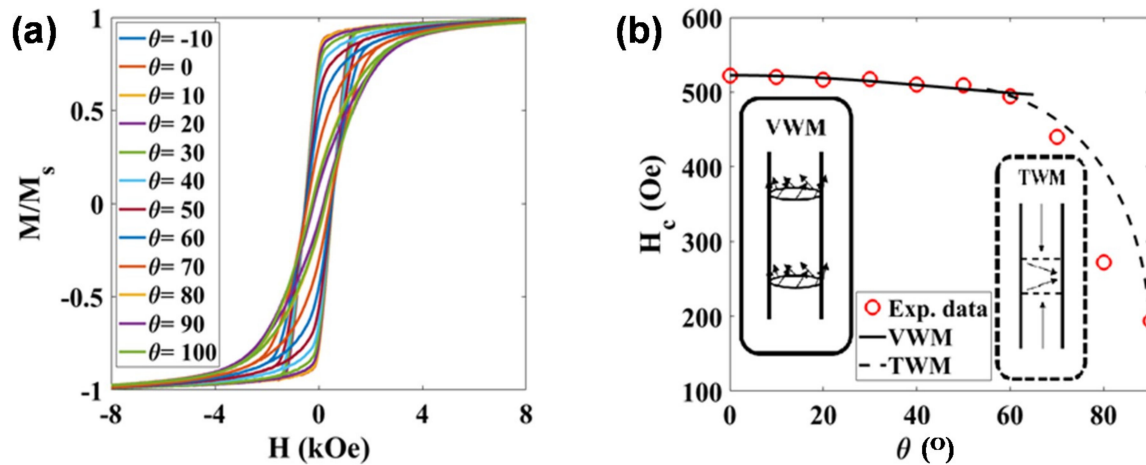 (a)
1
0.5
0
-0.5
-1
M/Ms
θ= -10
θ= 0
θ= 10
θ= 20
θ= 30
θ= 40
θ= 50
θ= 60
θ= 70
θ= 80
θ= 90
θ= 100
-8 -4 0 4 8
H (kOe)
(b)
600
500
400
300
200
100
Hc (Oe)
VWM
TWM
Exp. data
VWM
TWM
0 20 40 60 80
θ (º)